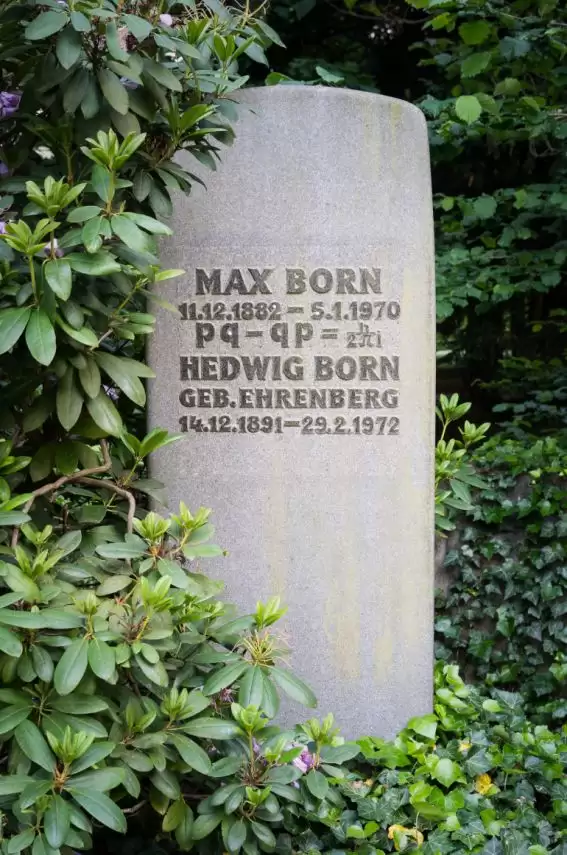 MAX BORN
11.12.1882 – 5.1.1970
pq – qp = h/2πi
HEDWIG BORN
GEB. EHRENBERG
14.12.1891 – 29.2.1972